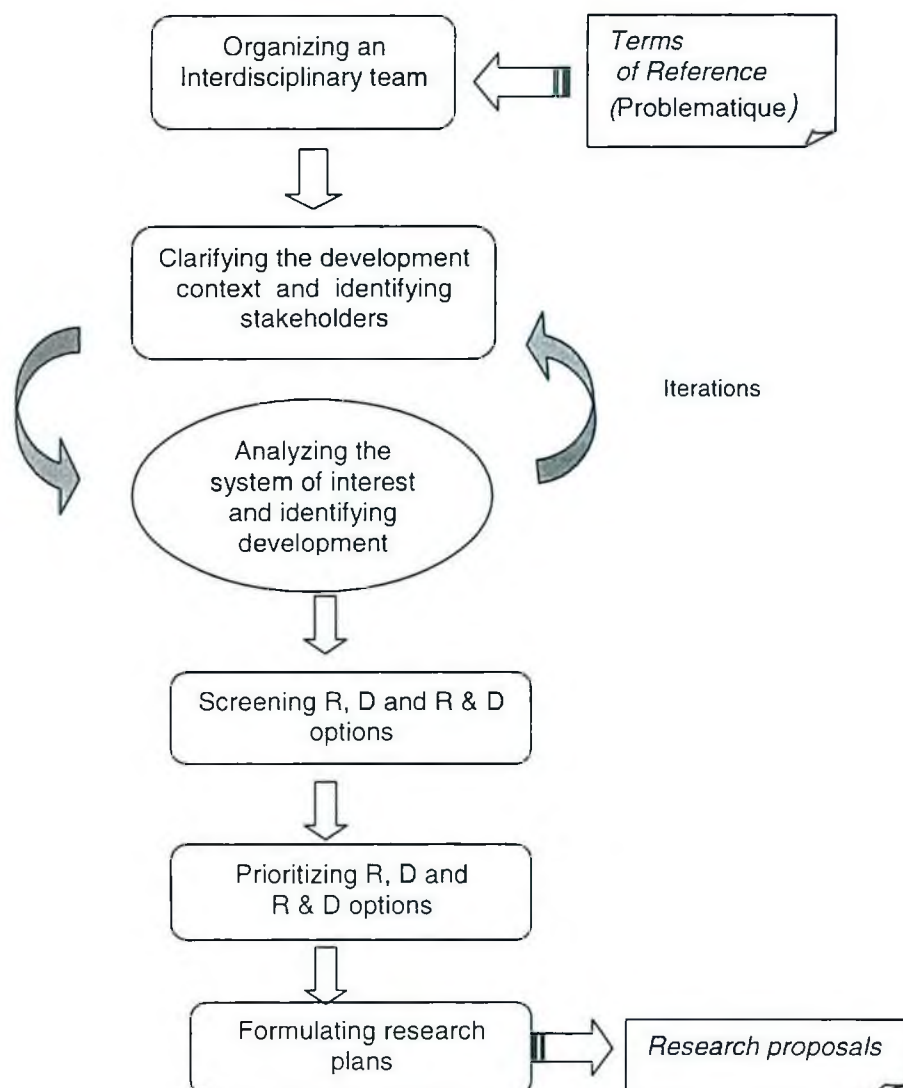 Organizing an
Interdisciplinary team
Terms
of Reference
(Problematique)
Clarifying the development
context and identifying
stakeholders
Iterations
Analyzing the
system of interest
and identifying
development
Screening R, D and R & D
options
Prioritizing R, D and
R & D options
Formulating research
plans
Research proposals